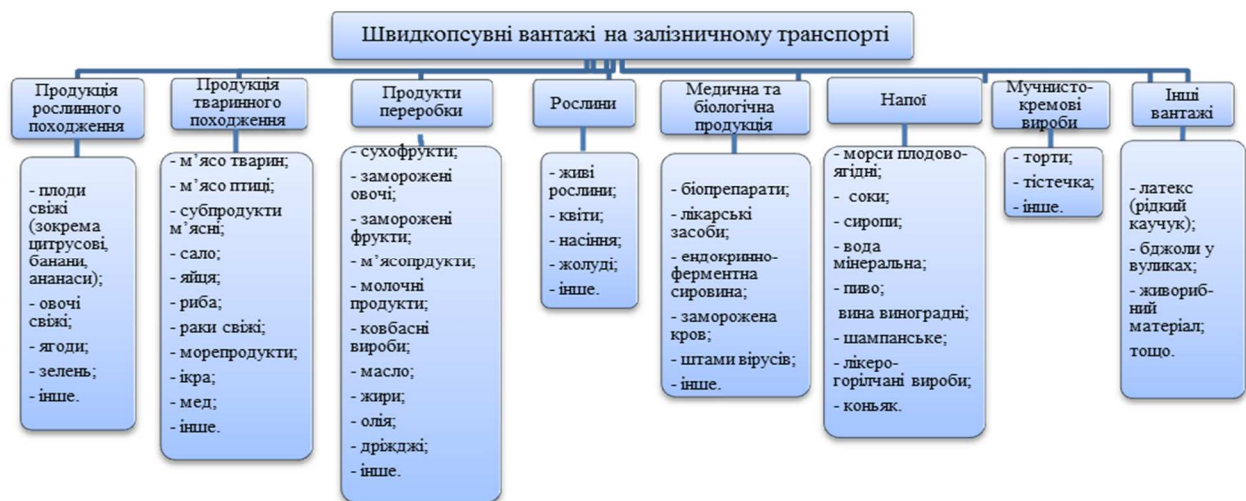 Швидкопсувні вантажі на залізничному транспорті
Продукція
рослинного
походження
- плоди
свіжі
(зокрема
цитрусові,
банани,
ананаси);
- овочі
свіжі;
- ягоди;
- зелень;
- інше.
Продукція
тваринного
походження
- м’ясо тварин;
- м’ясо птиці;
- субпродукти
м’ясні;
- сало;
- яйця;
- риба;
- раки свіжі;
- морепродукти;
- ікра;
- мед;
- інше.
Продукти
переробки
- сухофрукти;
- заморожені
овочі;
- заморожені
фрукти;
- м’ясопрдукти;
- молочні
продукти;
- ковбасні
вироби;
- масло;
- жири;
- олія;
- дріжджі;
- інше.
Рослини
- живі
рослини;
- квіти;
- насіння;
- жолуді;
- інше.
Медична та
біологічна
продукція
- біопрепарати;
- лікарські
засоби;
- ендокринно-
ферментна
сировина;
- заморожена
кров;
- штами вірусів;
- інше.
Напої
- морси плодово-
ягідні;
- соки;
- сиропи;
- вода
мінеральна;
- пиво;
вина виноградні;
- шампанське;
- лікеро-
горілчані вироби;
- коньяк.
Мучнисто-
кремові
вироби
- торти;
- тістечка;
- інше.
Інші
вантажі
- латекс
(рідкий
каучук);
- бджоли у
вуликах;
- живориб-
ний
матеріал;
тощо.